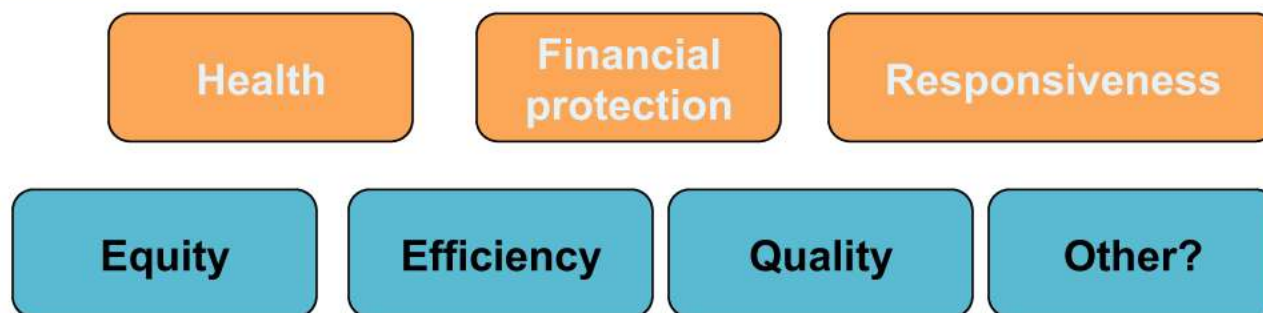 Health
Financial
protection
Responsiveness
Equity
Efficiency
Quality
Other?